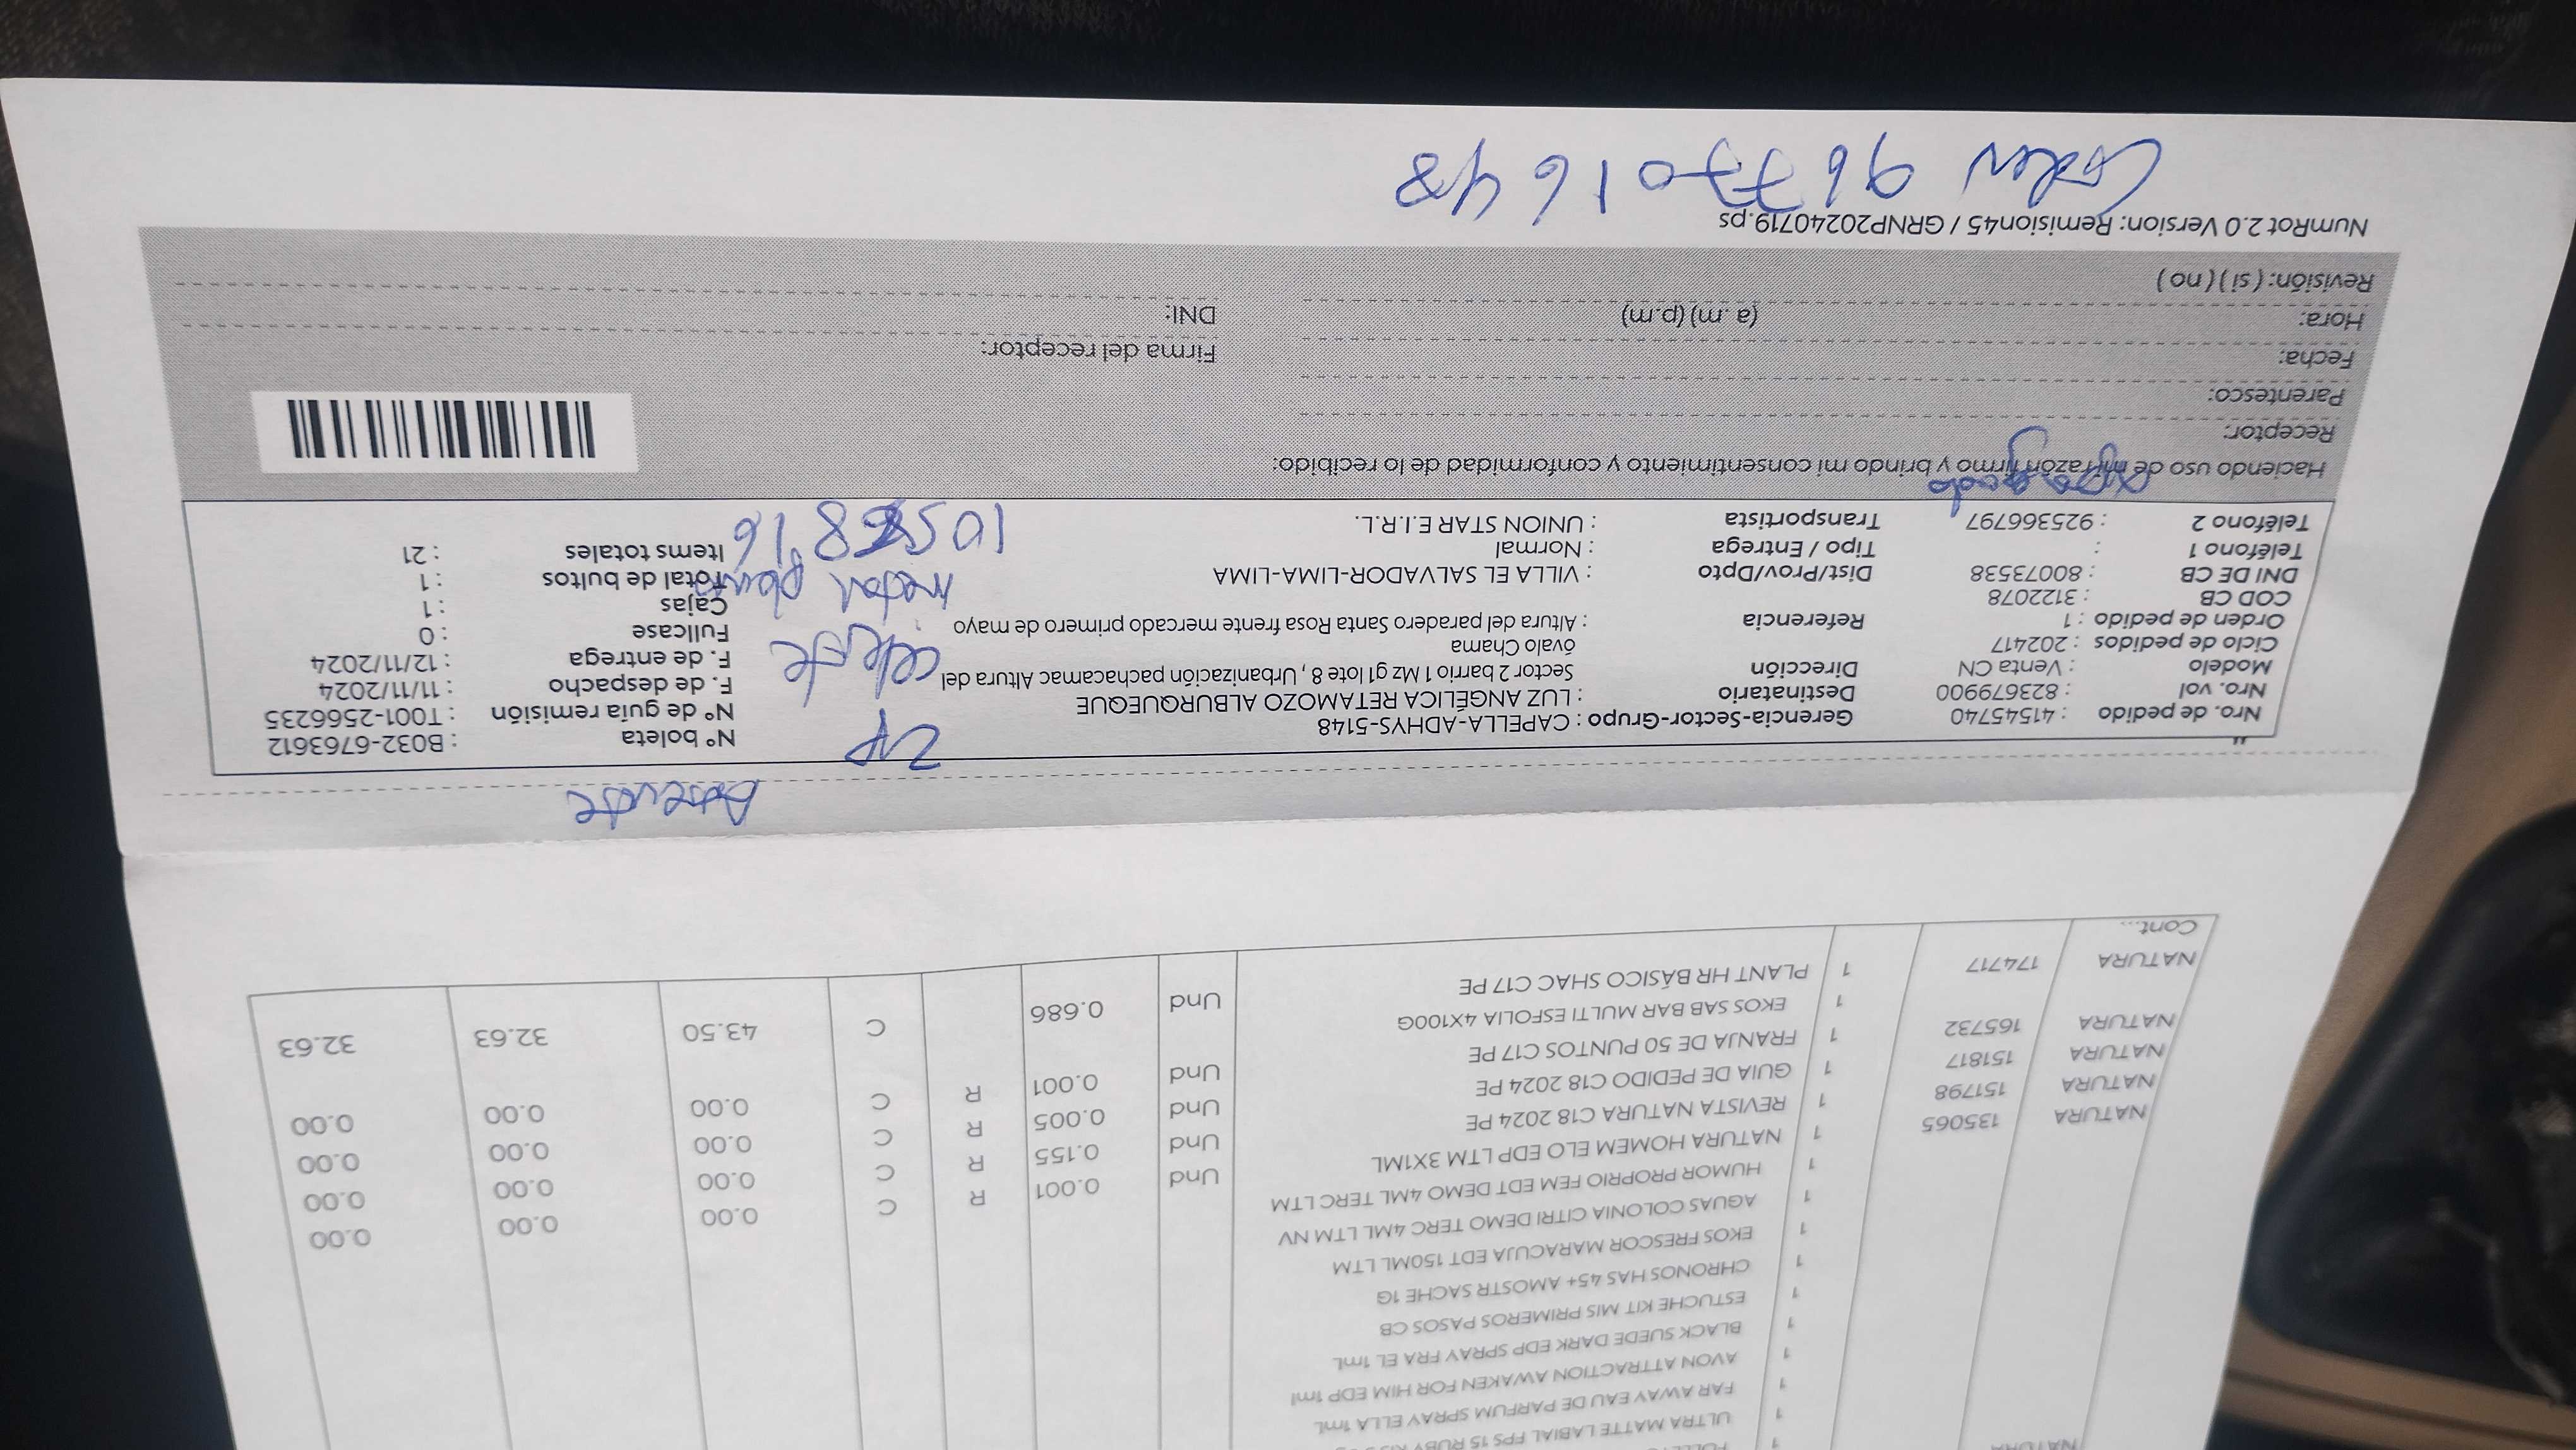 NATURA
FAR AWAY EAU DE PARFUM SPRAY ELLA 1mL 1
AVON ATTRACTION AWAKEN FOR HIM EDP 1ml 1
BLACK SUEDE DARK EDP SPRAY FRA EL 1mL 1
ESTUCHE KIT MIS PRIMEROS PASOS CB 1
CHRONOS HAS 45+ AMOSTR SACHE 1G 1
EKOS FRESCOR MARACUJA EDT 150ML LTM 1
AGUAS COLONIA CITRI DEMO TERC 4ML LTM NV 1
HUMOR PROPRIO FEM EDT DEMO 4ML TERC LTM 1
NATURA HOMEM ELO EDP LTM 3X1ML 1
NATURA 135065 1 REVISTA NATURA C18 2024 PE Und 0.001 R C 0.00 0.00 0.00
NATURA 151798 1 GUIA DE PEDIDO C18 2024 PE Und 0.155 R C 0.00 0.00 0.00
NATURA 151817 1 FRANJA DE 50 PUNTOS C17 PE Und 0.005 R C 0.00 0.00 0.00
NATURA 165732 1 EKOS SAB BAR MULTI ESFOLIA 4X100G Und 0.001 R C 0.00 0.00 0.00
NATURA 174717 1 PLANT HR BÁSICO SHAC C17 PE Und 0.686 C 43.50 32.63 32.63
Cont...
Nro. de pedido : 41545740
Nro. vol : 823679900
Modelo : Venta CN
Ciclo de pedidos : 202417
Orden de pedido : 1
COD CB : 3122078
DNI DE CB : 80073538
Teléfono 1 :
Teléfono 2 : 925366797
Gerencia-Sector-Grupo : CAPELLA-ADHYS-5148
Destinatario : LUZ ANGÉLICA RETAMOZO ALBURQUEQUE
Dirección Sector 2 barrio 1 Mz g1 lote 8 , Urbanización pachacamac Altura del
óvalo Chama
Referencia : Altura del paradero Santa Rosa frente mercado primero de mayo
Dist/Prov/Dpto : VILLA EL SALVADOR-LIMA-LIMA
Tipo / Entrega : Normal
Transportista : UNION STAR E.I.R.L.
Nº boleta : B032-6763612
Nº de guía remisión : T001-2566235
F. de despacho : 11/11/2024
F. de entrega : 12/11/2024
Fullcase : 0
Cajas : 1
Total de bultos : 1
Items totales : 21
2P
celeste
metal
apagado
Haciendo uso de mi razón firmo y brindo mi consentimiento y conformidad de lo recibido:
Receptor:
Parentesco:
Fecha:
Hora: (a .m) (p.m)
Revisión: ( si ) ( no )
Firma del receptor:
DNI:
NumRot 2.0 Version: Remision45 / GRNP20240719.ps
967701648